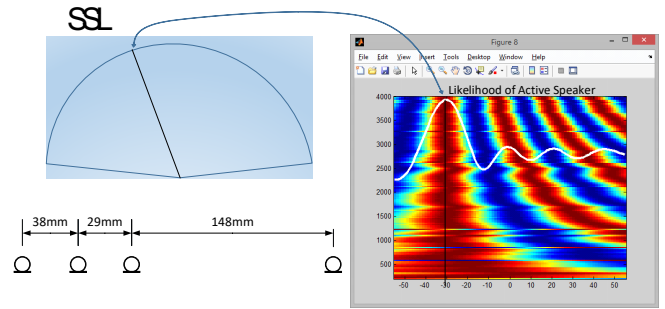 SSL
38mm
29mm
148mm
Figure 8
File Edit View Insert Tools Desktop Window Help
Likelihood of Active Speaker
4000
3500
3000
2500
2000
1500
1000
500
-50 -40 -30 -20 -10 0 10 20 30 40 50